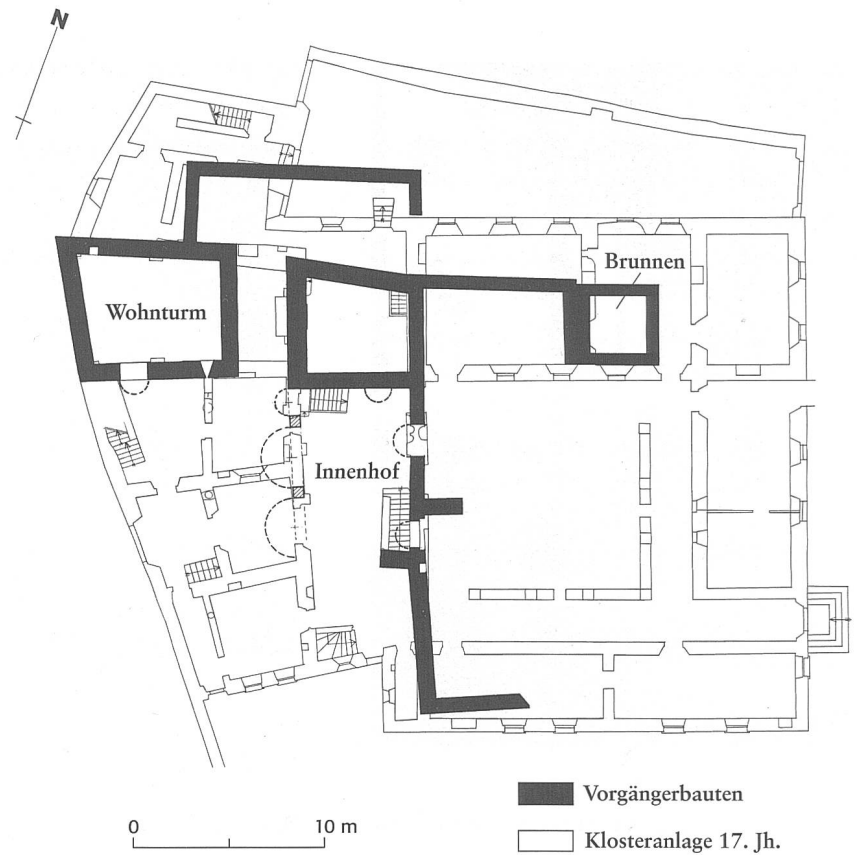 N
Brunnen
Wohnturm
Innenhof
Vorgängerbauten
0 10 m
Klosteranlage 17. Jh.